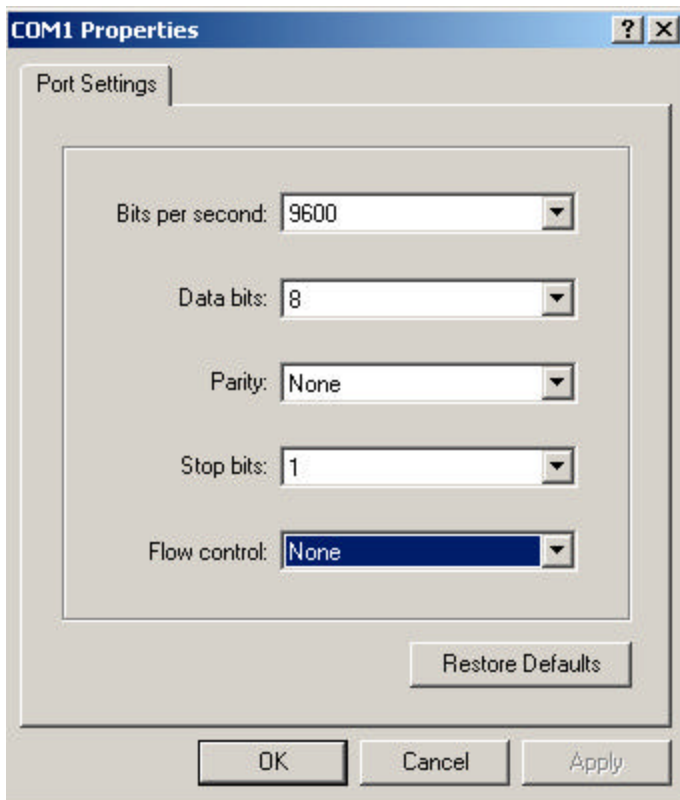 COM1 Properties
Port Settings
Bits per second: 9600
Data bits: 8
Parity: None
Stop bits: 1
Flow control: None
Restore Defaults
OK Cancel Apply